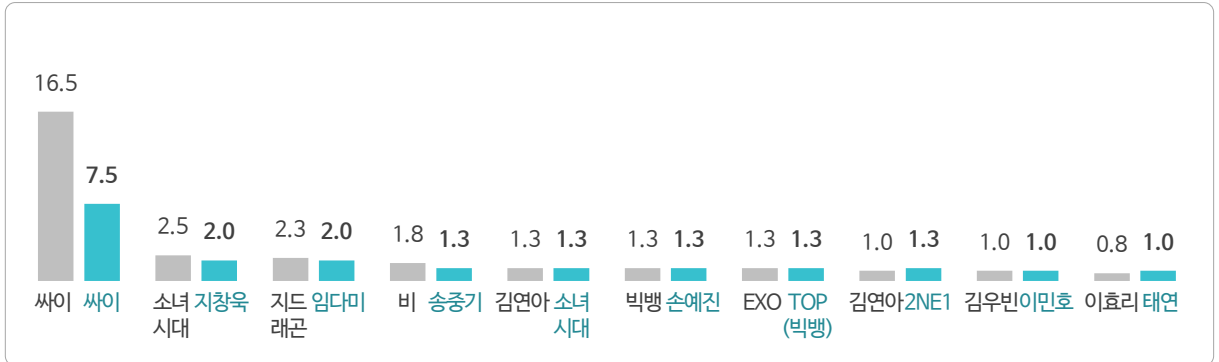 16.5
7.5
2.5 2.0 2.3 2.0 1.8 1.3 1.3 1.3 1.3 1.3 1.3 1.3 1.0 1.3 1.0 1.0 0.8 1.0
싸이 싸이 소녀 지창욱 지드 임다미 비 송중기 김연아 소녀 빅뱅 손예진 EXO TOP 김연아 2NE1 김우빈 이민호 이효리 태연
시대 래곤 시대 (빅뱅)